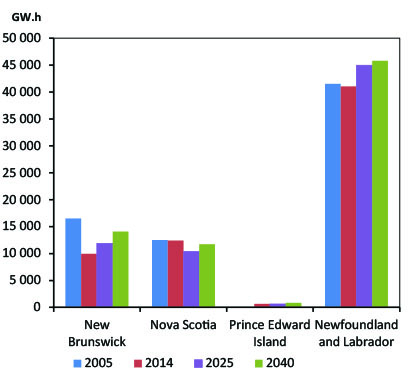 GW.h
50 000
45 000
40 000
35 000
30 000
25 000
20 000
15 000
10 000
5 000
0
New Brunswick
Nova Scotia
Prince Edward Island
Newfoundland and Labrador
2005 2014 2025 2040